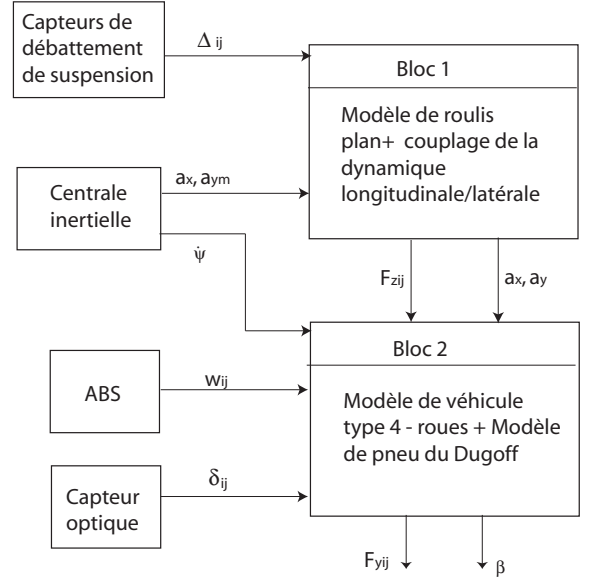 Capteurs de
débattement
de suspension
Δ ij
Bloc 1
Modèle de roulis
plan+ couplage de la
dynamique
longitudinale/latérale
Centrale
inertielle
ax, aym
ψ̇
Fzij
ax, ay
Bloc 2
Modèle de véhicule
type 4 - roues + Modèle
de pneu du Dugoff
ABS
wij
Capteur
optique
δij
Fyij
β